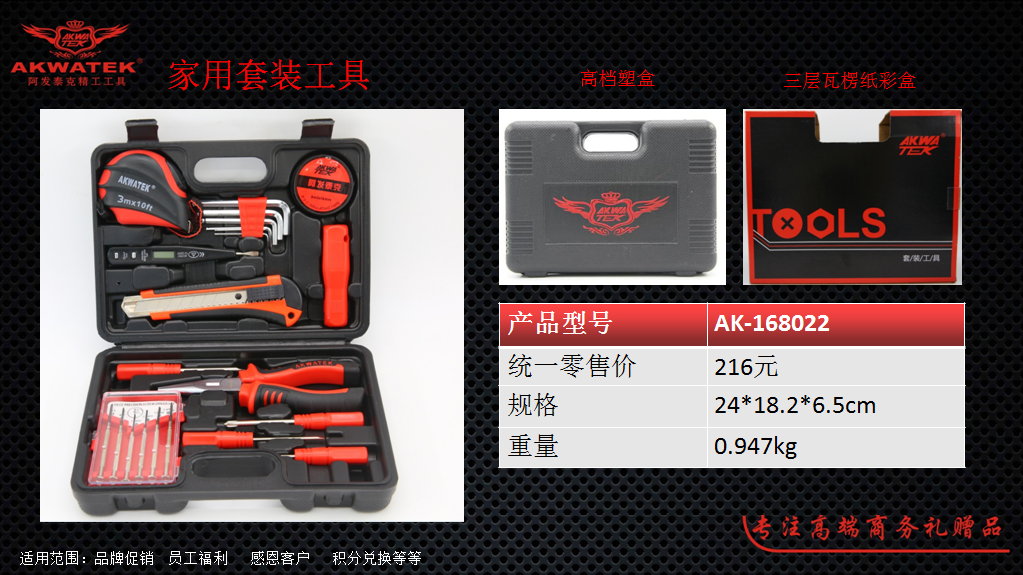 AKWA
TEK
AKWATEK®
阿发泰克精工工具
家用套装工具
高档塑盒
三层瓦楞纸彩盒
AKWATEK®
3mx10ft
AKWA
TEK
阿发泰克
AKWATEK
AKWA
TEK
AKWA
TEK
TOOLS
套/装/工/具
产品型号 AK-168022
统一零售价 216元
规格 24*18.2*6.5cm
重量 0.947kg
专注高端商务礼赠品
适用范围：品牌促销 员工福利 感恩客户 积分兑换等等